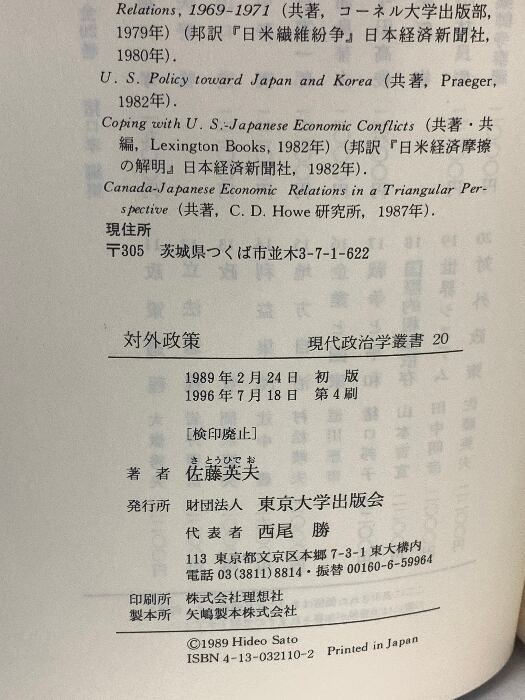 Relations, 1969-1971 (共著, コーネル大学出版部,
1979年) (邦訳『日米繊維紛争』日本経済新聞社,
1980年).
U. S. Policy toward Japan and Korea (共著, Praeger,
1982年).
Coping with U. S.-Japanese Economic Conflicts (共著・共
編, Lexington Books, 1982年) (邦訳『日米経済摩擦
の解明』日本経済新聞社, 1982年).
Canada-Japanese Economic Relations in a Triangular Per-
spective (共著, C. D. Howe 研究所, 1987年).
現住所
〒305 茨城県つくば市並木3-7-1-622
対外政策 現代政治学叢書 20
1989年2月24日 初版
1996年7月18日 第4刷
[検印廃止]
さとうひでお
著者 佐藤英夫
発行所 財団法人 東京大学出版会
代表者 西尾 勝
113 東京都文京区本郷7-3-1東大構内
電話03(3811)8814・振替00160-6-59964
印刷所 株式会社理想社
製本所 矢嶋製本株式会社
©1989 Hideo Sato
ISBN 4-13-032110-2 Printed in Japan